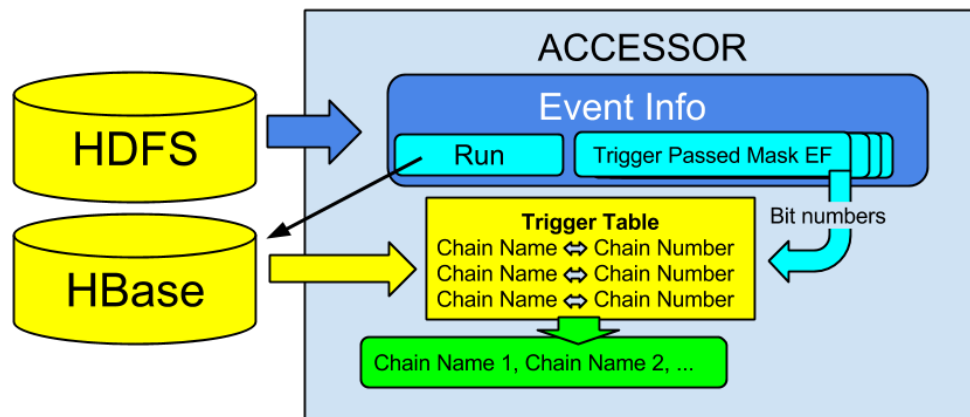 ACCESSOR
HDFS
Event Info
Run
Trigger Passed Mask EF
Bit numbers
HBase
Trigger Table
Chain Name ⇔ Chain Number
Chain Name ⇔ Chain Number
Chain Name ⇔ Chain Number
Chain Name 1, Chain Name 2, ...